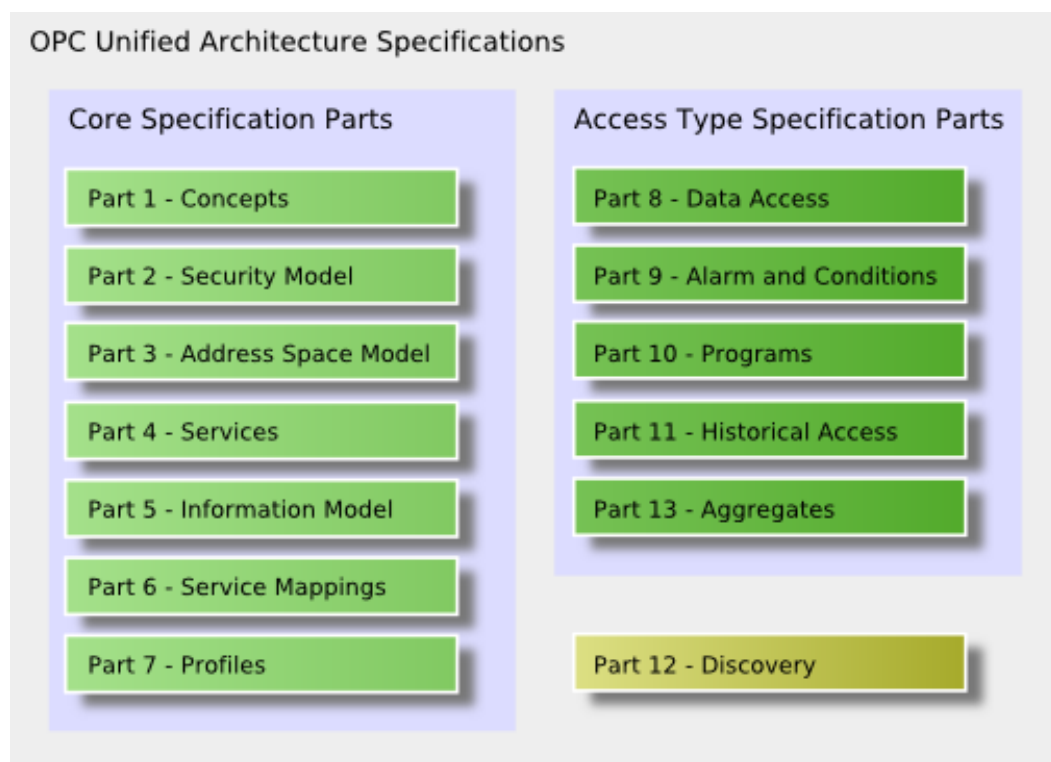 OPC Unified Architecture Specifications
Core Specification Parts
Part 1 - Concepts
Part 2 - Security Model
Part 3 - Address Space Model
Part 4 - Services
Part 5 - Information Model
Part 6 - Service Mappings
Part 7 - Profiles
Access Type Specification Parts
Part 8 - Data Access
Part 9 - Alarm and Conditions
Part 10 - Programs
Part 11 - Historical Access
Part 13 - Aggregates
Part 12 - Discovery